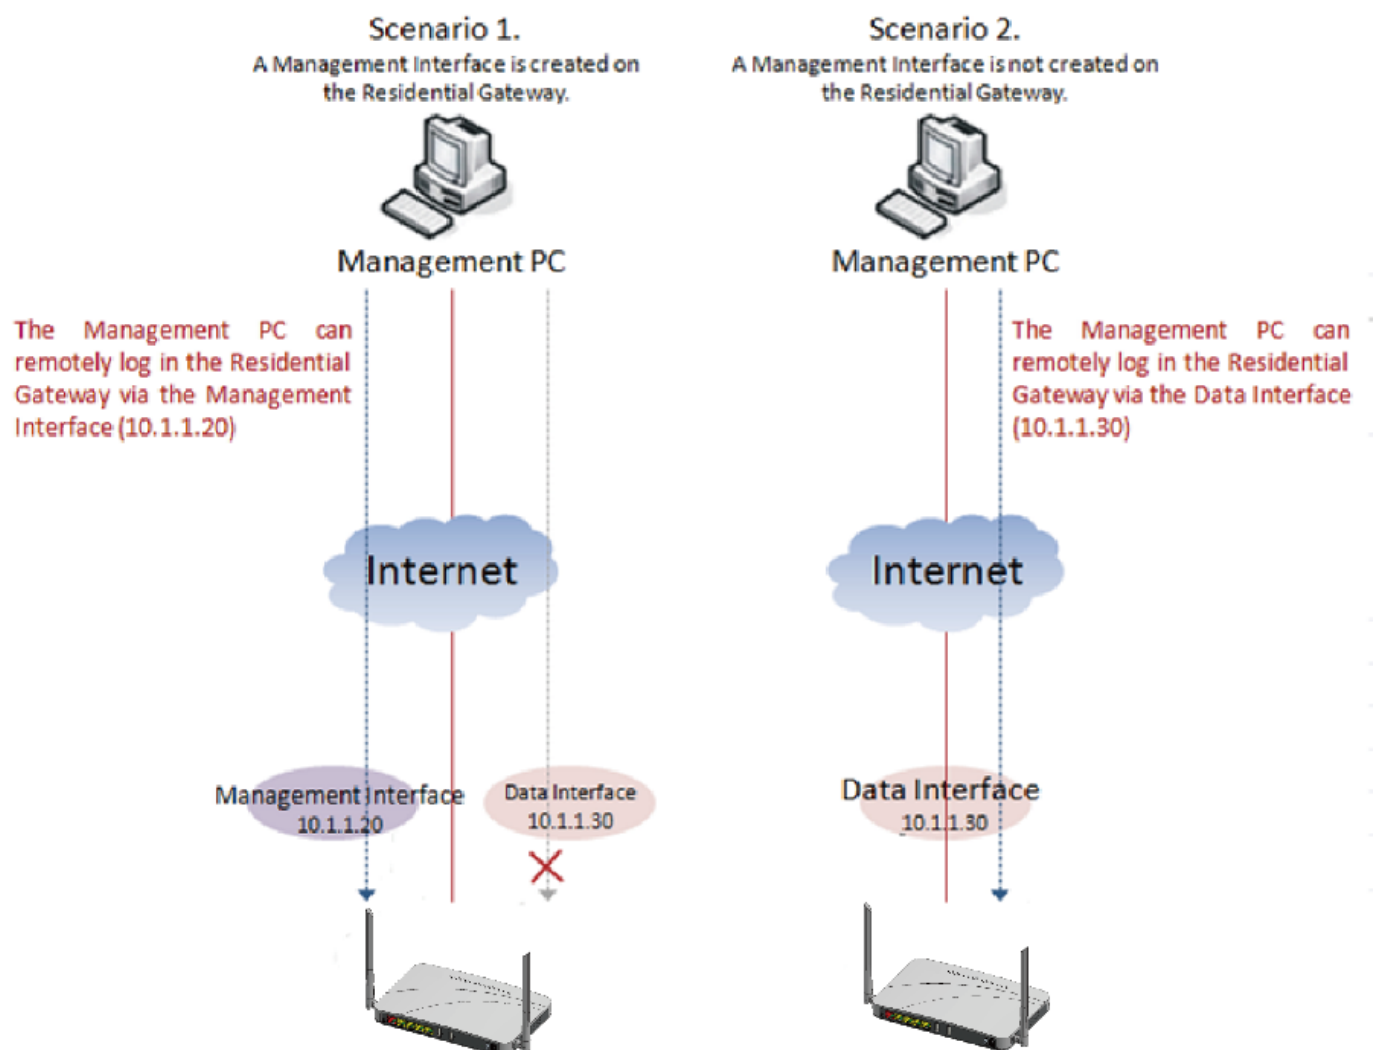 Scenario 1.
A Management Interface is created on
the Residential Gateway.
Management PC
The Management PC can
remotely log in the Residential
Gateway via the Management
Interface (10.1.1.20)
Internet
Management Interface
10.1.1.20
Data Interface
10.1.1.30
Scenario 2.
A Management Interface is not created on
the Residential Gateway.
Management PC
The Management PC can
remotely log in the Residential
Gateway via the Data Interface
(10.1.1.30)
Internet
Data Interface
10.1.1.30